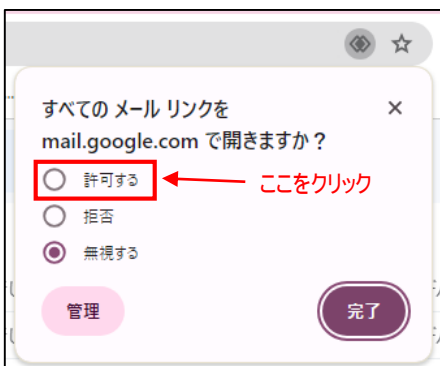 すべての メール リンクを
mail.google.com で開きますか？
許可する
ここをクリック
拒否
無視する
管理
完了